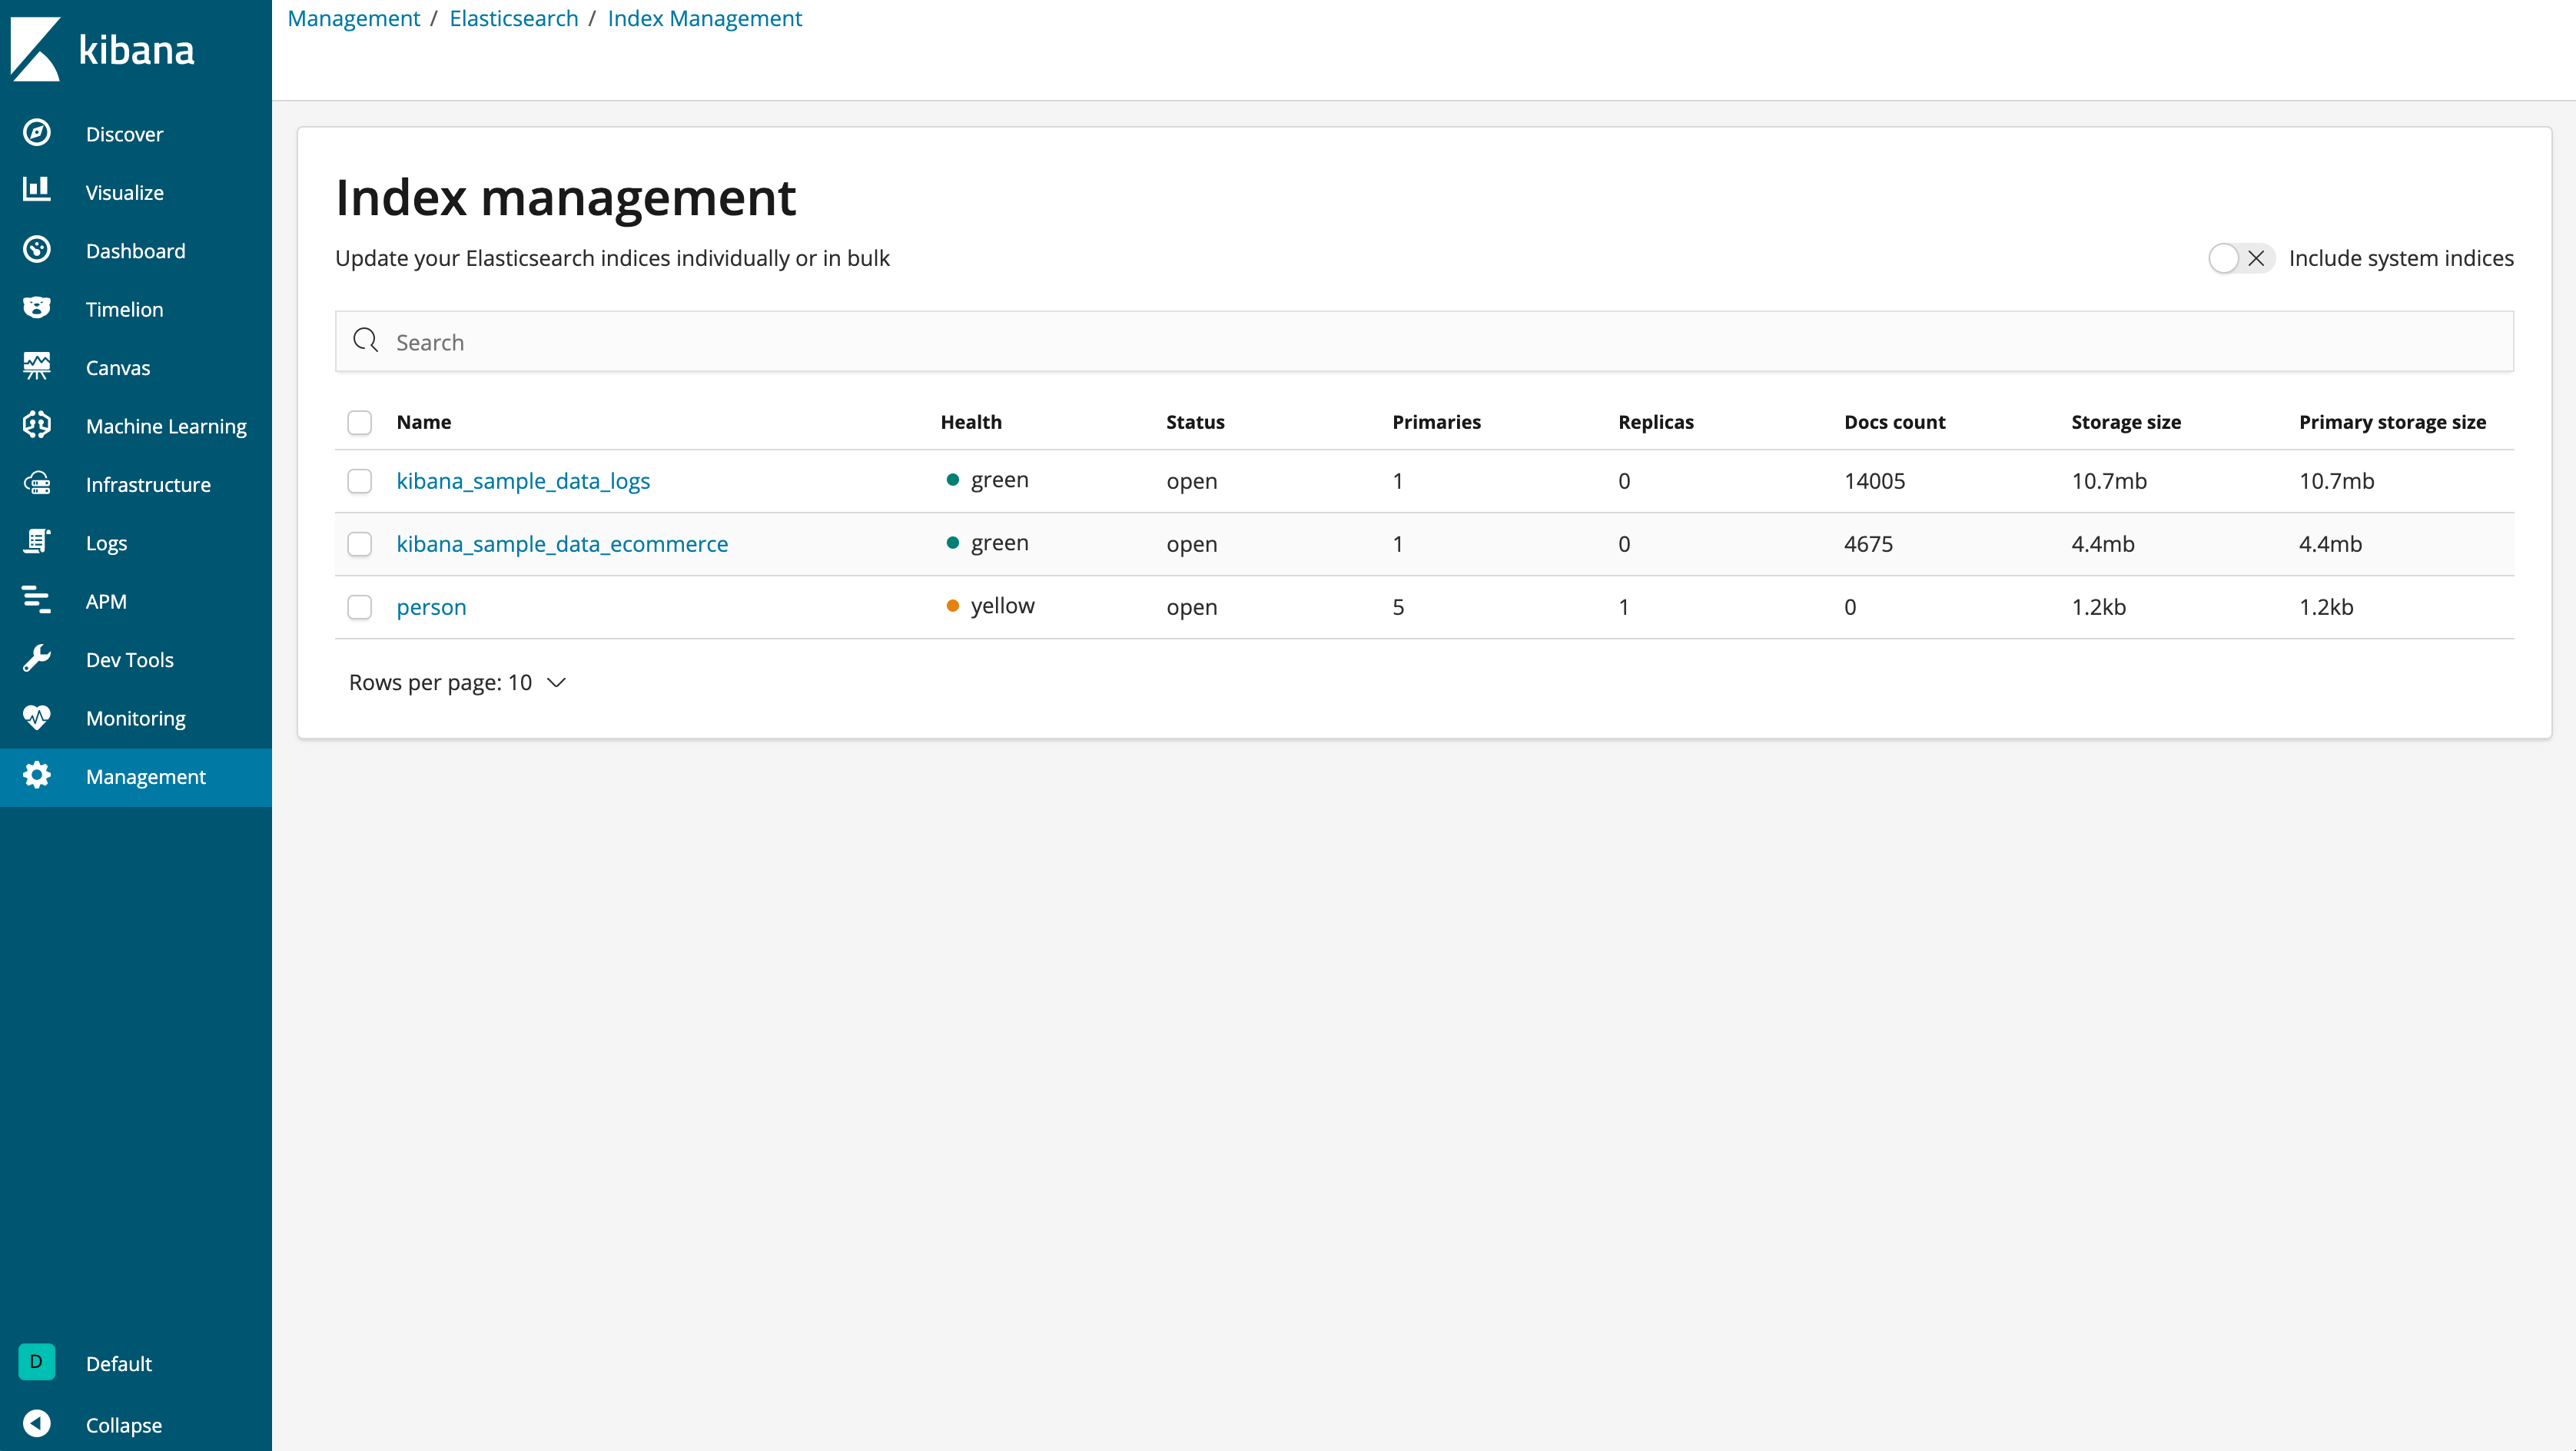 kibana
Discover
Visualize
Dashboard
Timelion
Canvas
Machine Learning
Infrastructure
Logs
APM
Dev Tools
Monitoring
Management
D Default
Collapse
Management / Elasticsearch / Index Management
Index management
Update your Elasticsearch indices individually or in bulk
Include system indices
Search
Name Health Status Primaries Replicas Docs count Storage size Primary storage size
kibana_sample_data_logs green open 1 0 14005 10.7mb 10.7mb
kibana_sample_data_ecommerce green open 1 0 4675 4.4mb 4.4mb
person yellow open 5 1 0 1.2kb 1.2kb
Rows per page: 10